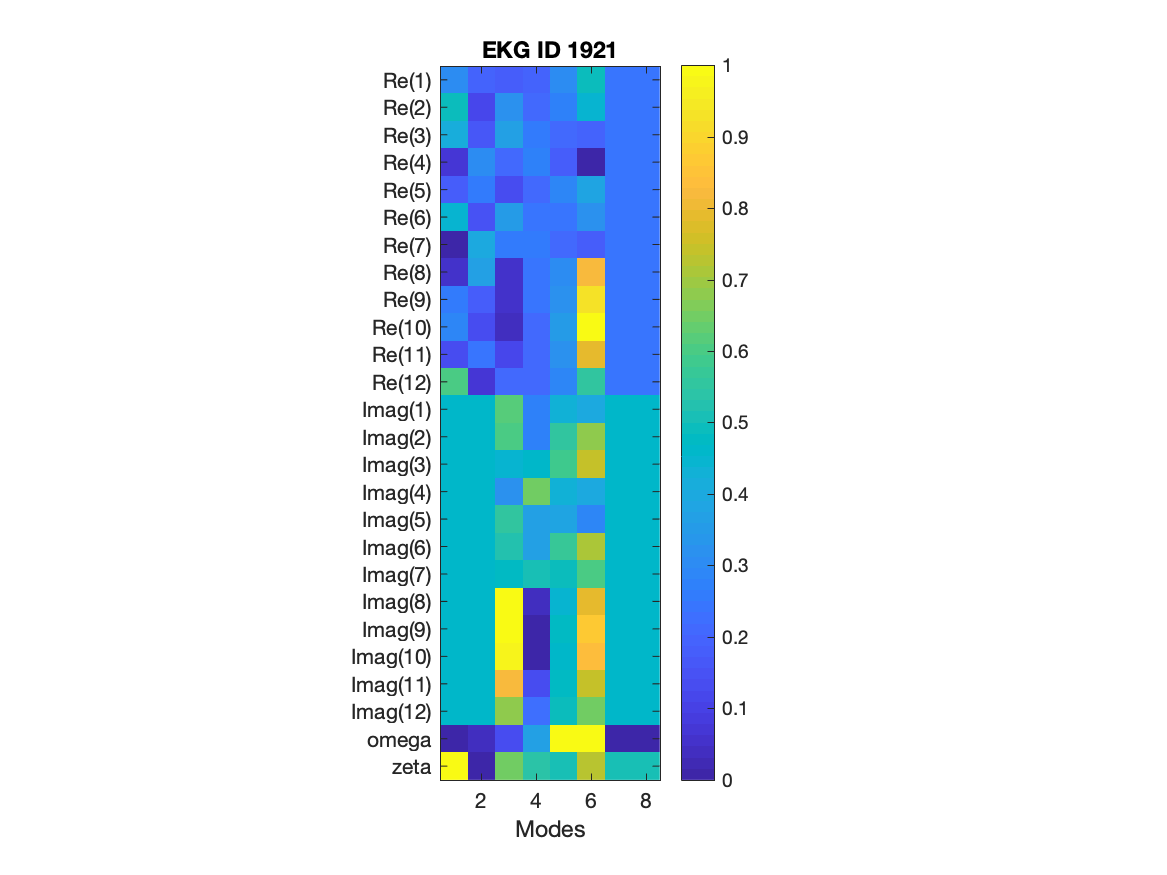 EKG ID 1921
Re(1)
Re(2)
Re(3)
Re(4)
Re(5)
Re(6)
Re(7)
Re(8)
Re(9)
Re(10)
Re(11)
Re(12)
Imag(1)
Imag(2)
Imag(3)
Imag(4)
Imag(5)
Imag(6)
Imag(7)
Imag(8)
Imag(9)
Imag(10)
Imag(11)
Imag(12)
omega
zeta
2 4 6 8
Modes
1
0.9
0.8
0.7
0.6
0.5
0.4
0.3
0.2
0.1
0